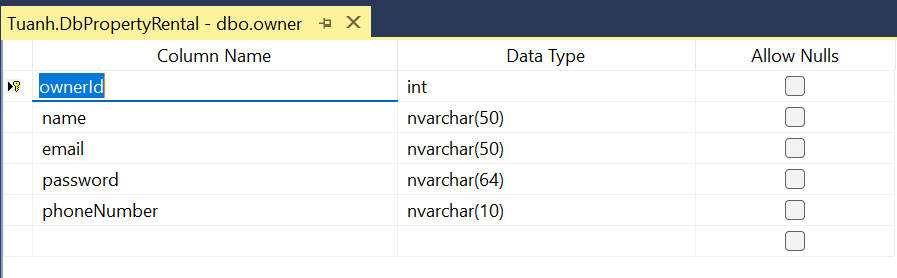 Tuanh.DbPropertyRental - dbo.owner
Column Name Data Type Allow Nulls
ownerId int
name nvarchar(50)
email nvarchar(50)
password nvarchar(64)
phoneNumber nvarchar(10)